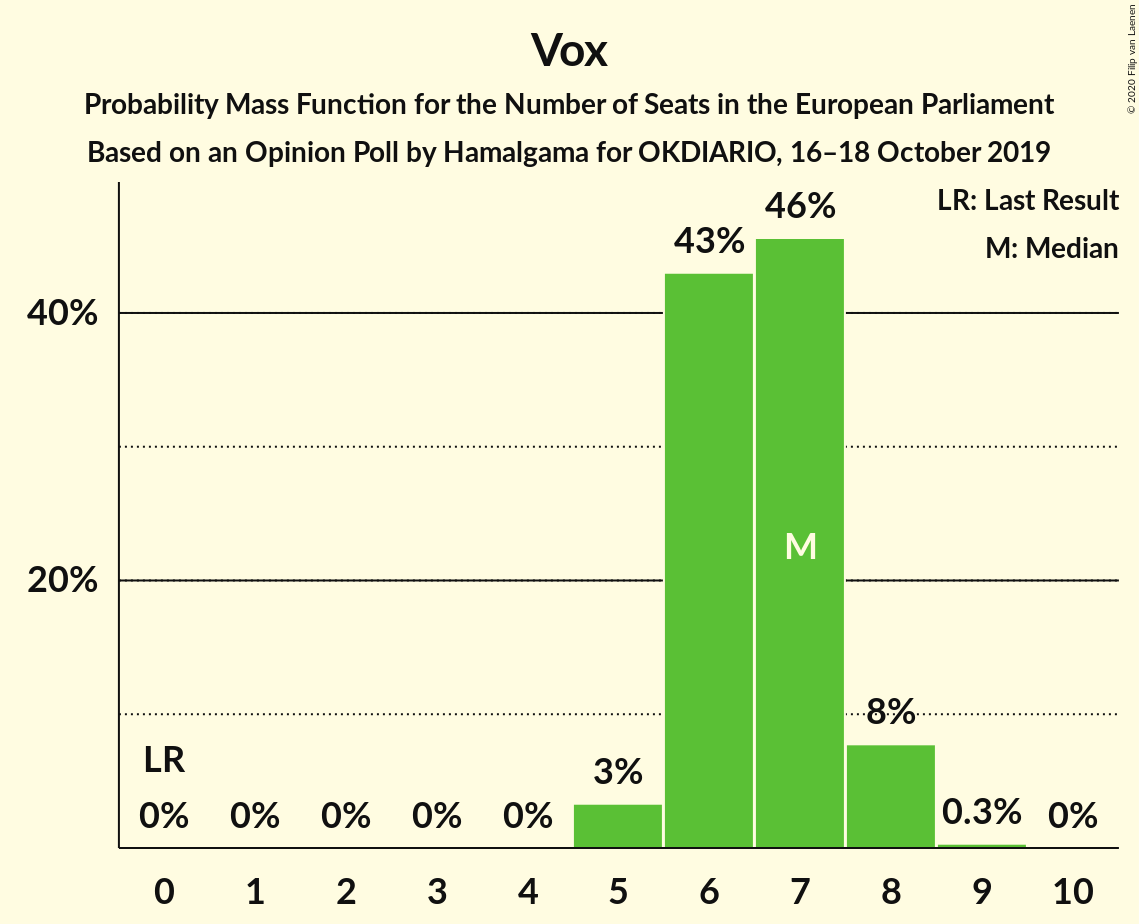 Vox
Probability Mass Function for the Number of Seats in the European Parliament
Based on an Opinion Poll by Hamalgama for OKDIARIO, 16–18 October 2019
© 2020 Filip van Laenen
LR: Last Result
M: Median
46%
43%
40%
M
20%
8%
LR
3%
0% 0% 0% 0% 0% 0.3% 0%
0 1 2 3 4 5 6 7 8 9 10